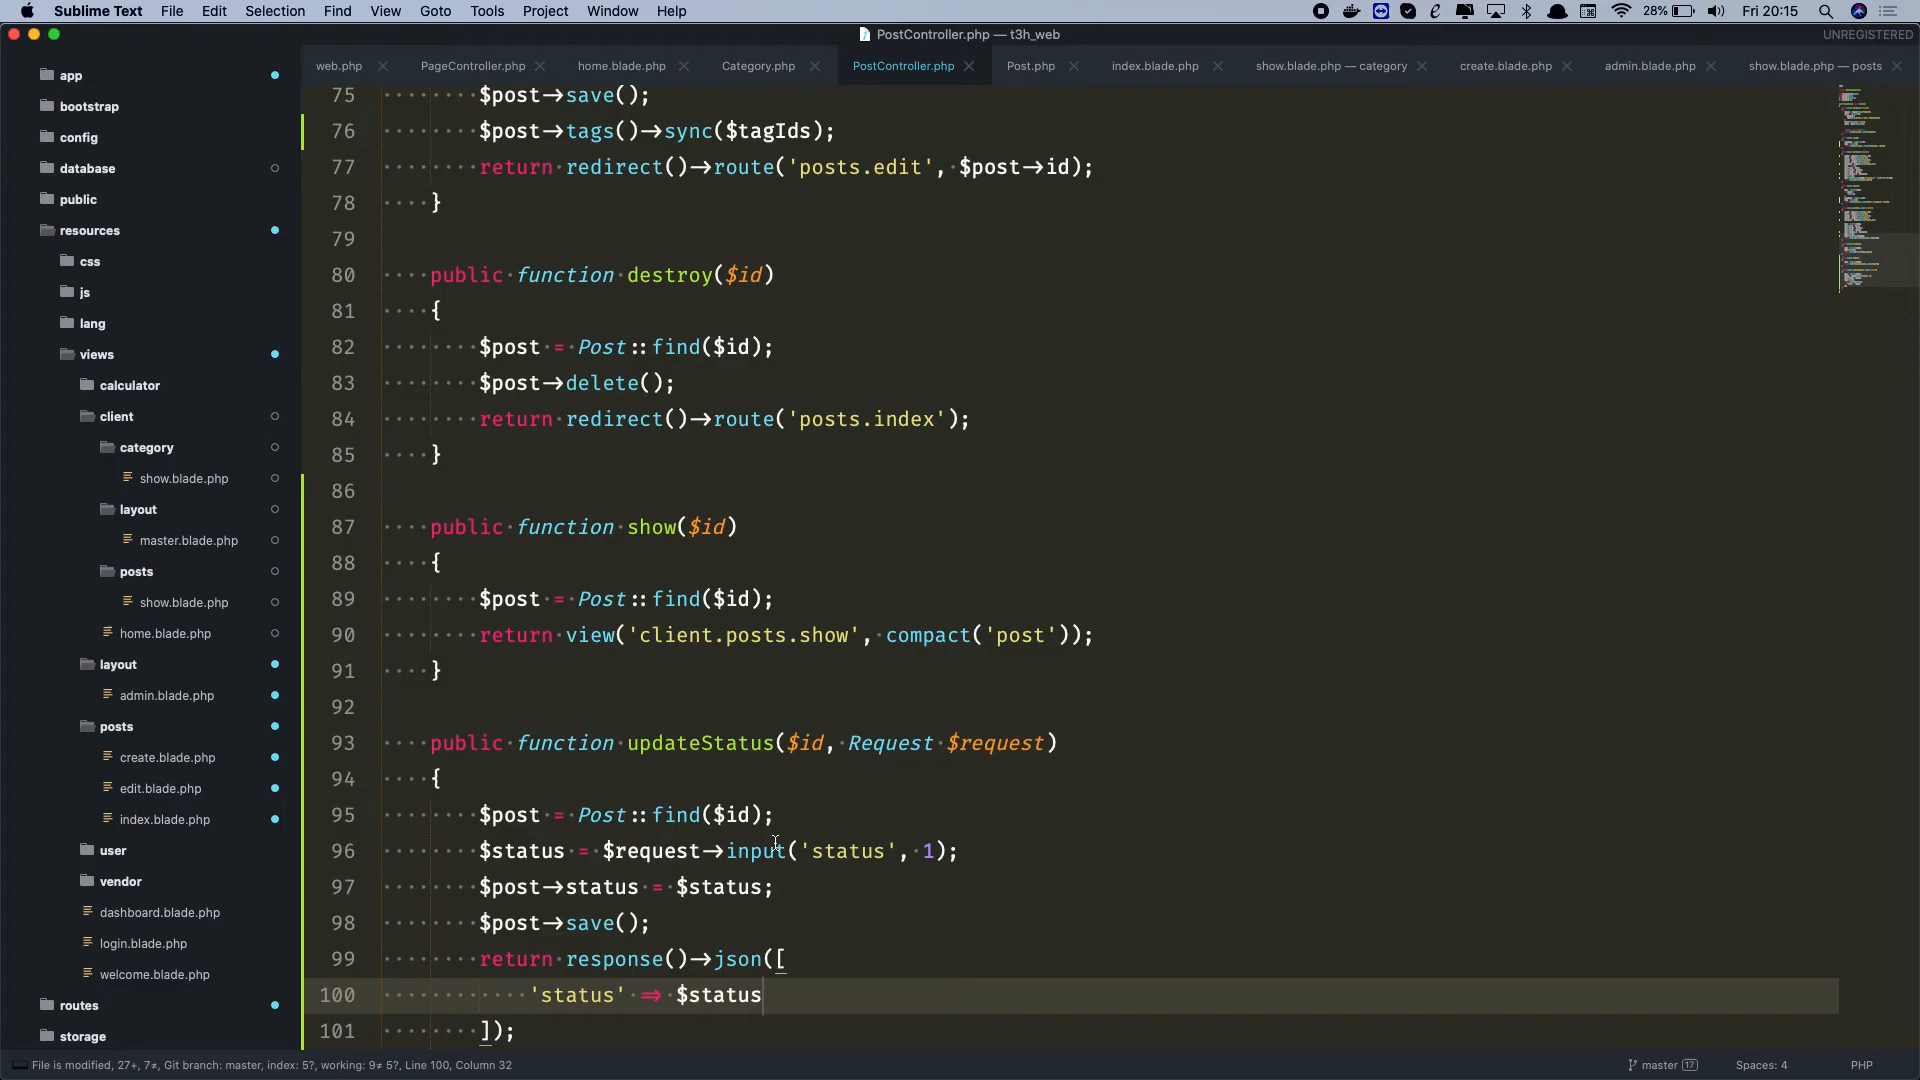 Sublime Text File Edit Selection Find View Goto Tools Project Window Help 28% Fri 20:15
PostController.php — t3h_web UNREGISTERED
web.php PageController.php home.blade.php Category.php PostController.php Post.php index.blade.php show.blade.php — category create.blade.php admin.blade.php show.blade.php — posts
app
bootstrap
config
database
public
resources
css
js
lang
views
calculator
client
category
show.blade.php
layout
master.blade.php
posts
show.blade.php
home.blade.php
layout
admin.blade.php
posts
create.blade.php
edit.blade.php
index.blade.php
user
vendor
dashboard.blade.php
login.blade.php
welcome.blade.php
routes
storage
75 $post->save();
76 $post->tags()->sync($tagIds);
77 return redirect()->route('posts.edit', $post->id);
78 }
79
80 public function destroy($id)
81 {
82 $post = Post::find($id);
83 $post->delete();
84 return redirect()->route('posts.index');
85 }
86
87 public function show($id)
88 {
89 $post = Post::find($id);
90 return view('client.posts.show', compact('post'));
91 }
92
93 public function updateStatus($id, Request $request)
94 {
95 $post = Post::find($id);
96 $status = $request->input('status', 1);
97 $post->status = $status;
98 $post->save();
99 return response()->json([
100 'status' => $status
101 ]);
File is modified, 27+, 7≠, Git branch: master, index: 5?, working: 9≠ 5?, Line 100, Column 32 master 17 Spaces: 4 PHP